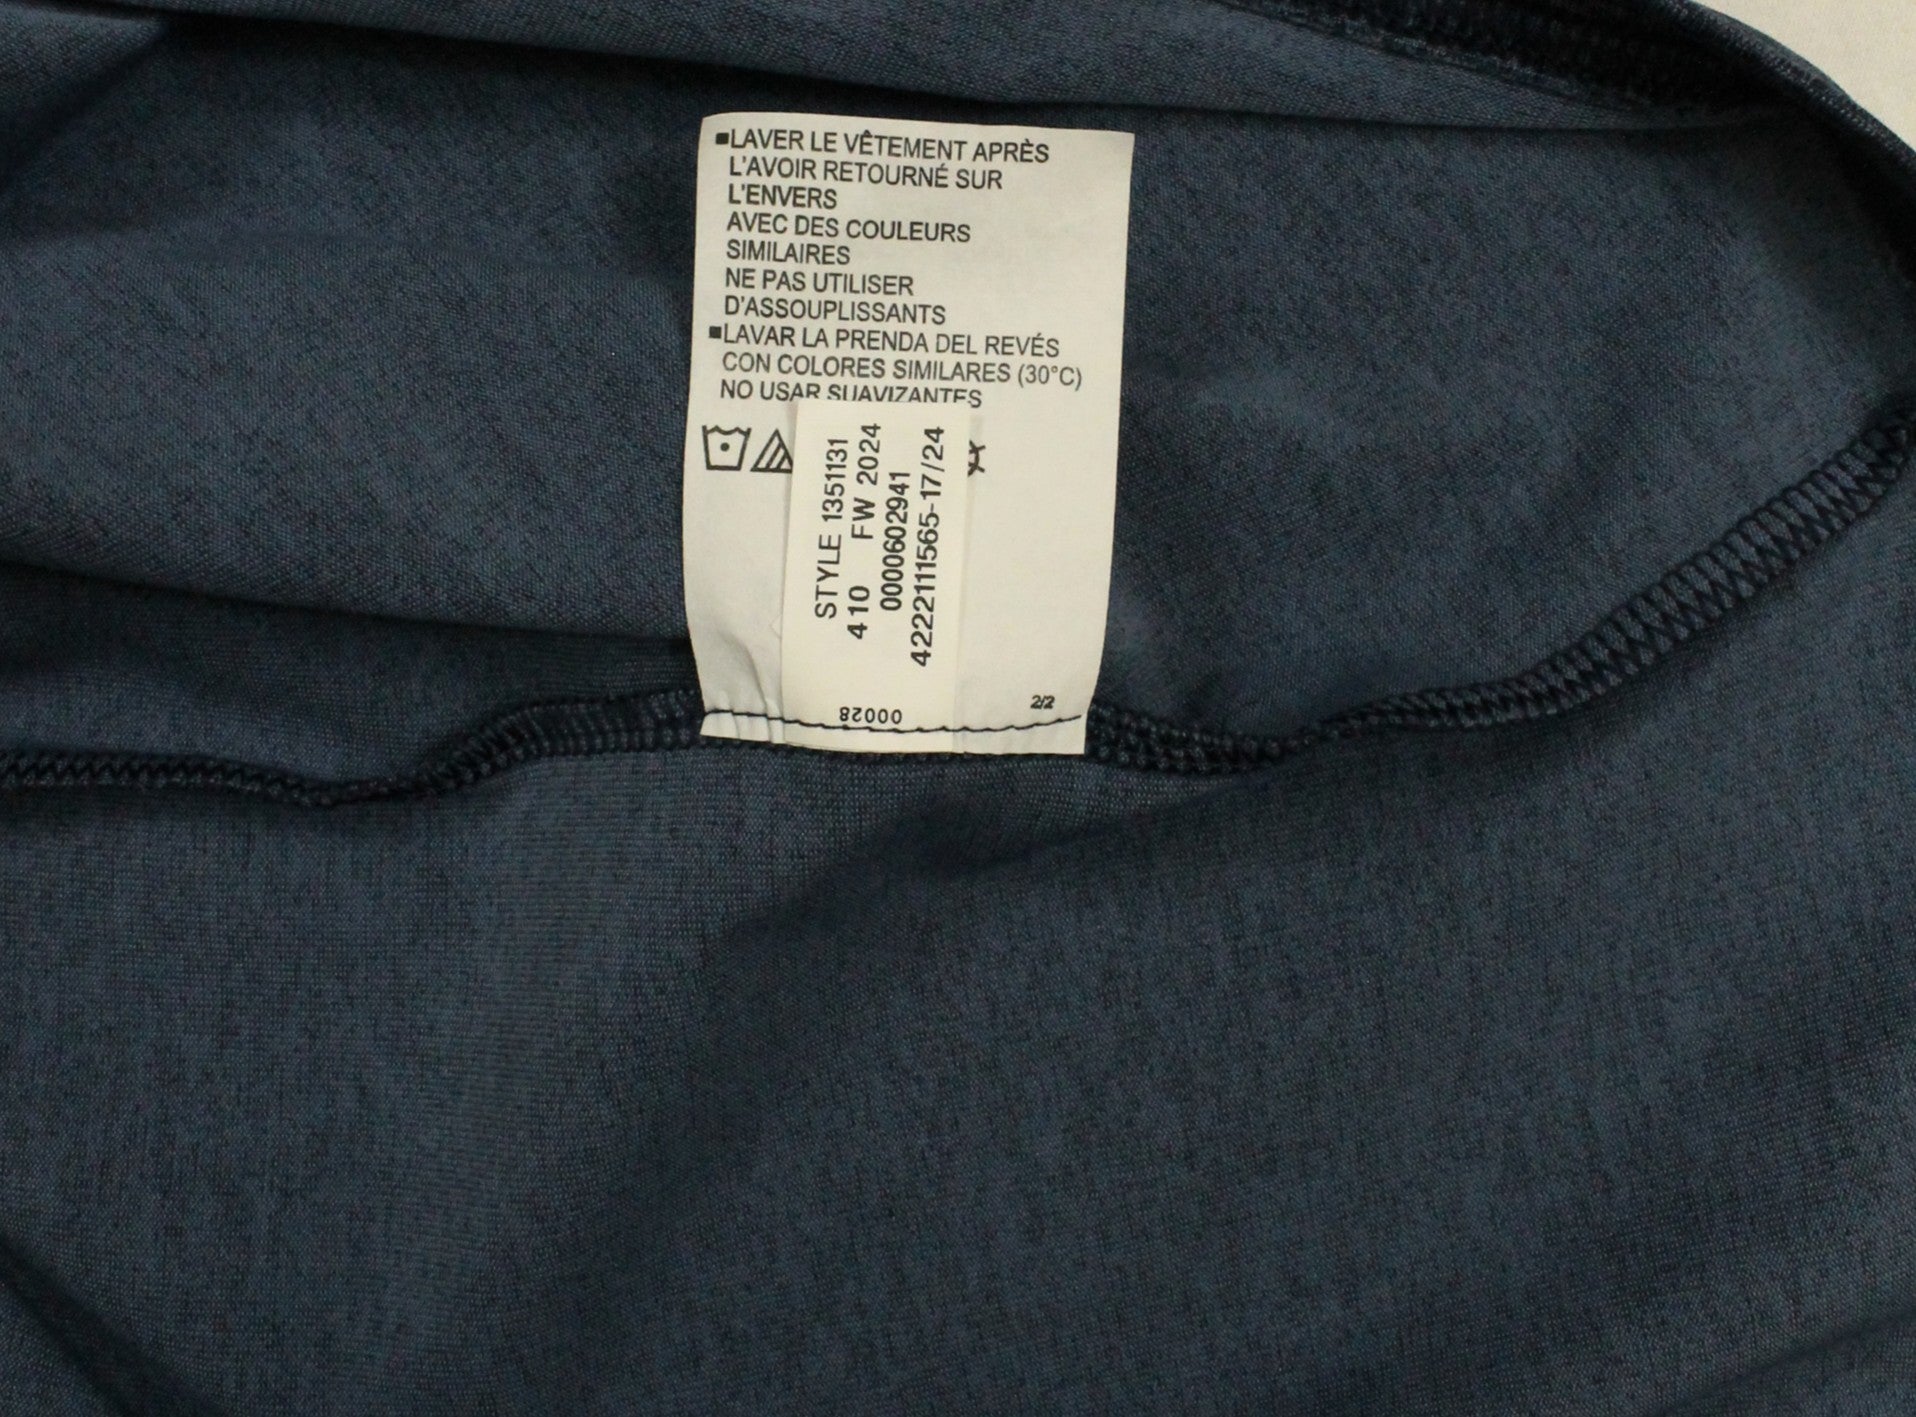 ■LAVER LE VÊTEMENT APRÈS
L'AVOIR RETOURNÉ SUR
L'ENVERS
AVEC DES COULEURS
SIMILAIRES
NE PAS UTILISER
D'ASSOUPLISSANTS
■LAVAR LA PRENDA DEL REVÉS
CON COLORES SIMILARES (30°C)
NO USAR SUAVIZANTES
STYLE 1351131
410 FW 2024
0000602941
4222111565-17/24
00028
2/2